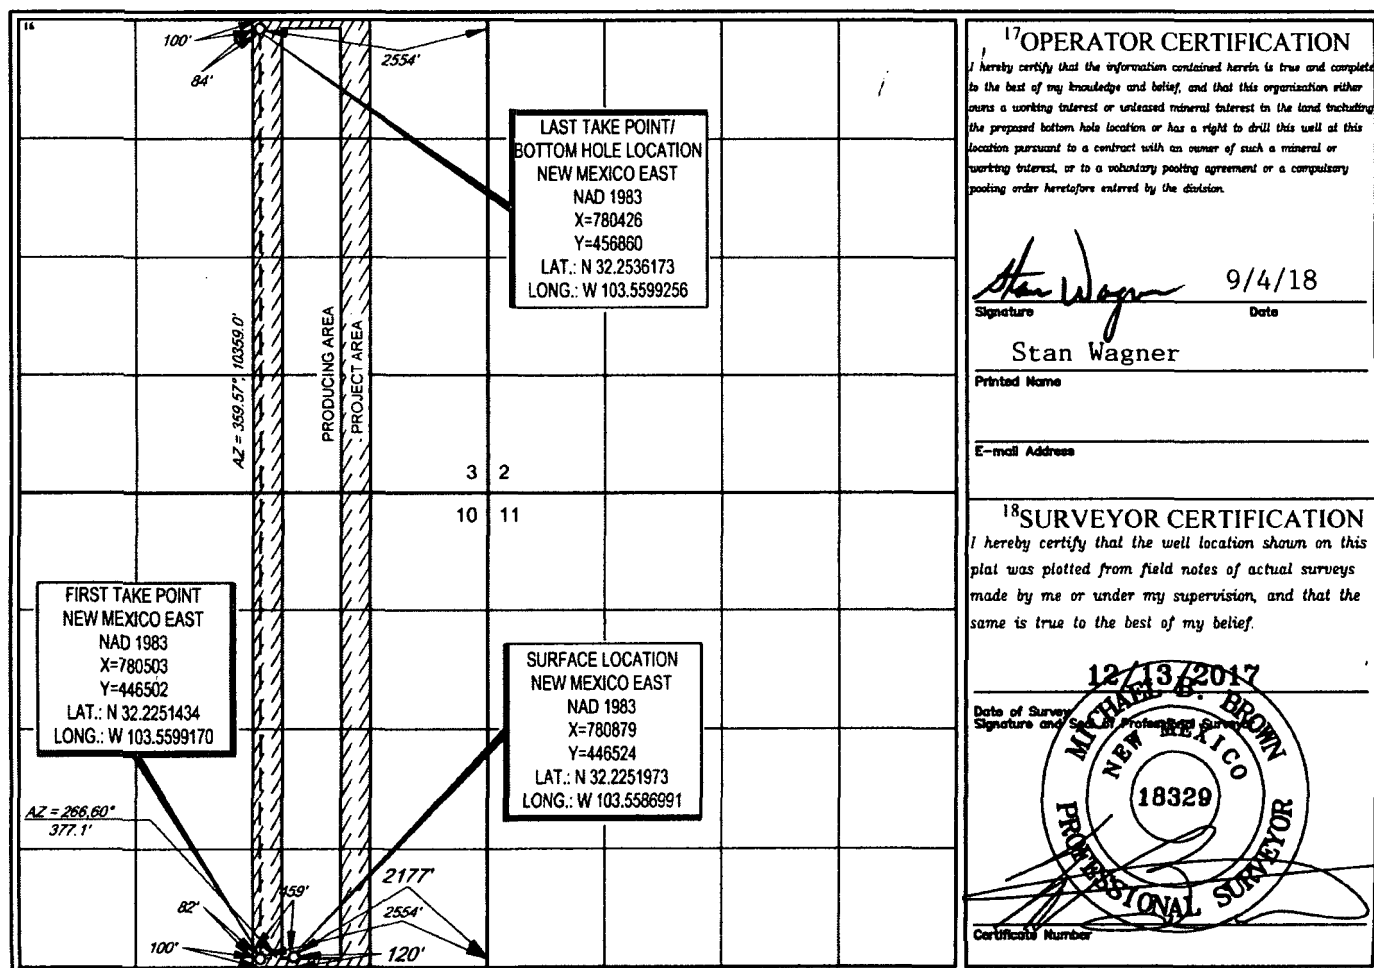 16
100'
84'
2554'
LAST TAKE POINT/
BOTTOM HOLE LOCATION
NEW MEXICO EAST
NAD 1983
X=780426
Y=456860
LAT.: N 32.2536173
LONG.: W 103.5599256
AZ = 359.57°, 10359.0'
PRODUCING AREA
PROJECT AREA
3 2
10 11
FIRST TAKE POINT
NEW MEXICO EAST
NAD 1983
X=780503
Y=446502
LAT.: N 32.2251434
LONG.: W 103.5599170
SURFACE LOCATION
NEW MEXICO EAST
NAD 1983
X=780879
Y=446524
LAT.: N 32.2251973
LONG.: W 103.5586991
AZ = 266.60°
377.1'
82'
459'
2177'
2554'
100'
120'
17OPERATOR CERTIFICATION
I hereby certify that the information contained herein is true and complete
to the best of my knowledge and belief, and that this organization either
owns a working interest or unleased mineral interest in the land including
the proposed bottom hole location or has a right to drill this well at this
location pursuant to a contract with an owner of such a mineral or
working interest, or to a voluntary pooling agreement or a compulsory
pooling order heretofore entered by the division.
Stan Wagner 9/4/18
Signature Date
Stan Wagner
Printed Name
E-mail Address
18SURVEYOR CERTIFICATION
I hereby certify that the well location shown on this
plat was plotted from field notes of actual surveys
made by me or under my supervision, and that the
same is true to the best of my belief.
12/13/2017
Date of Survey
Signature and Seal of Professional Surveyor
MICHAEL B. BROWN
NEW MEXICO
18329
PROFESSIONAL SURVEYOR
Certificate Number